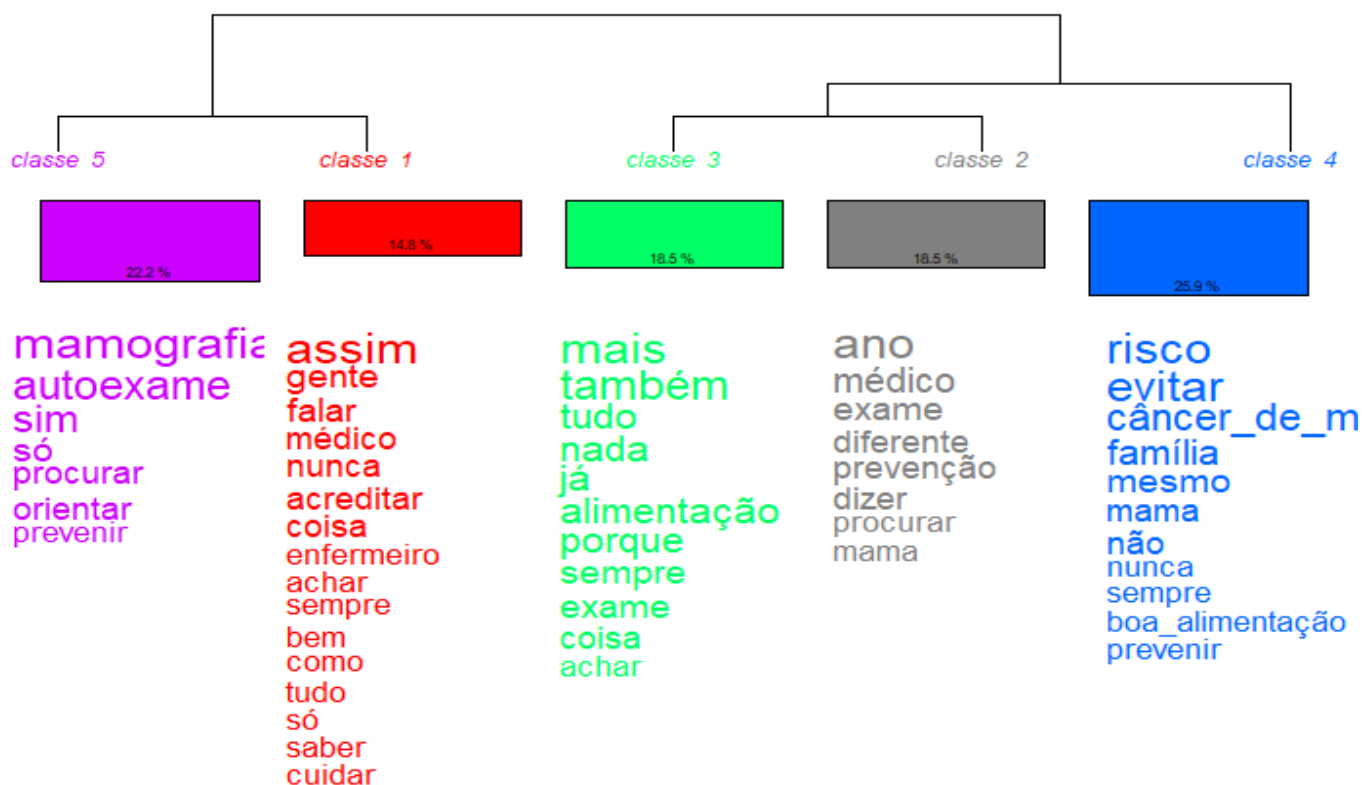 classe 5
classe 1
classe 3
classe 2
classe 4
22.2 %
14.8 %
18.5 %
18.5 %
25.9 %
mamografia
autoexame
sim
só
procurar
orientar
prevenir
assim
gente
falar
médico
nunca
acreditar
coisa
enfermeiro
achar
sempre
bem
como
tudo
só
saber
cuidar
mais
também
tudo
nada
já
alimentação
porque
sempre
exame
coisa
achar
ano
médico
exame
diferente
prevenção
dizer
procurar
mama
risco
evitar
câncer_de_m
família
mesmo
mama
não
nunca
sempre
boa_alimentação
prevenir